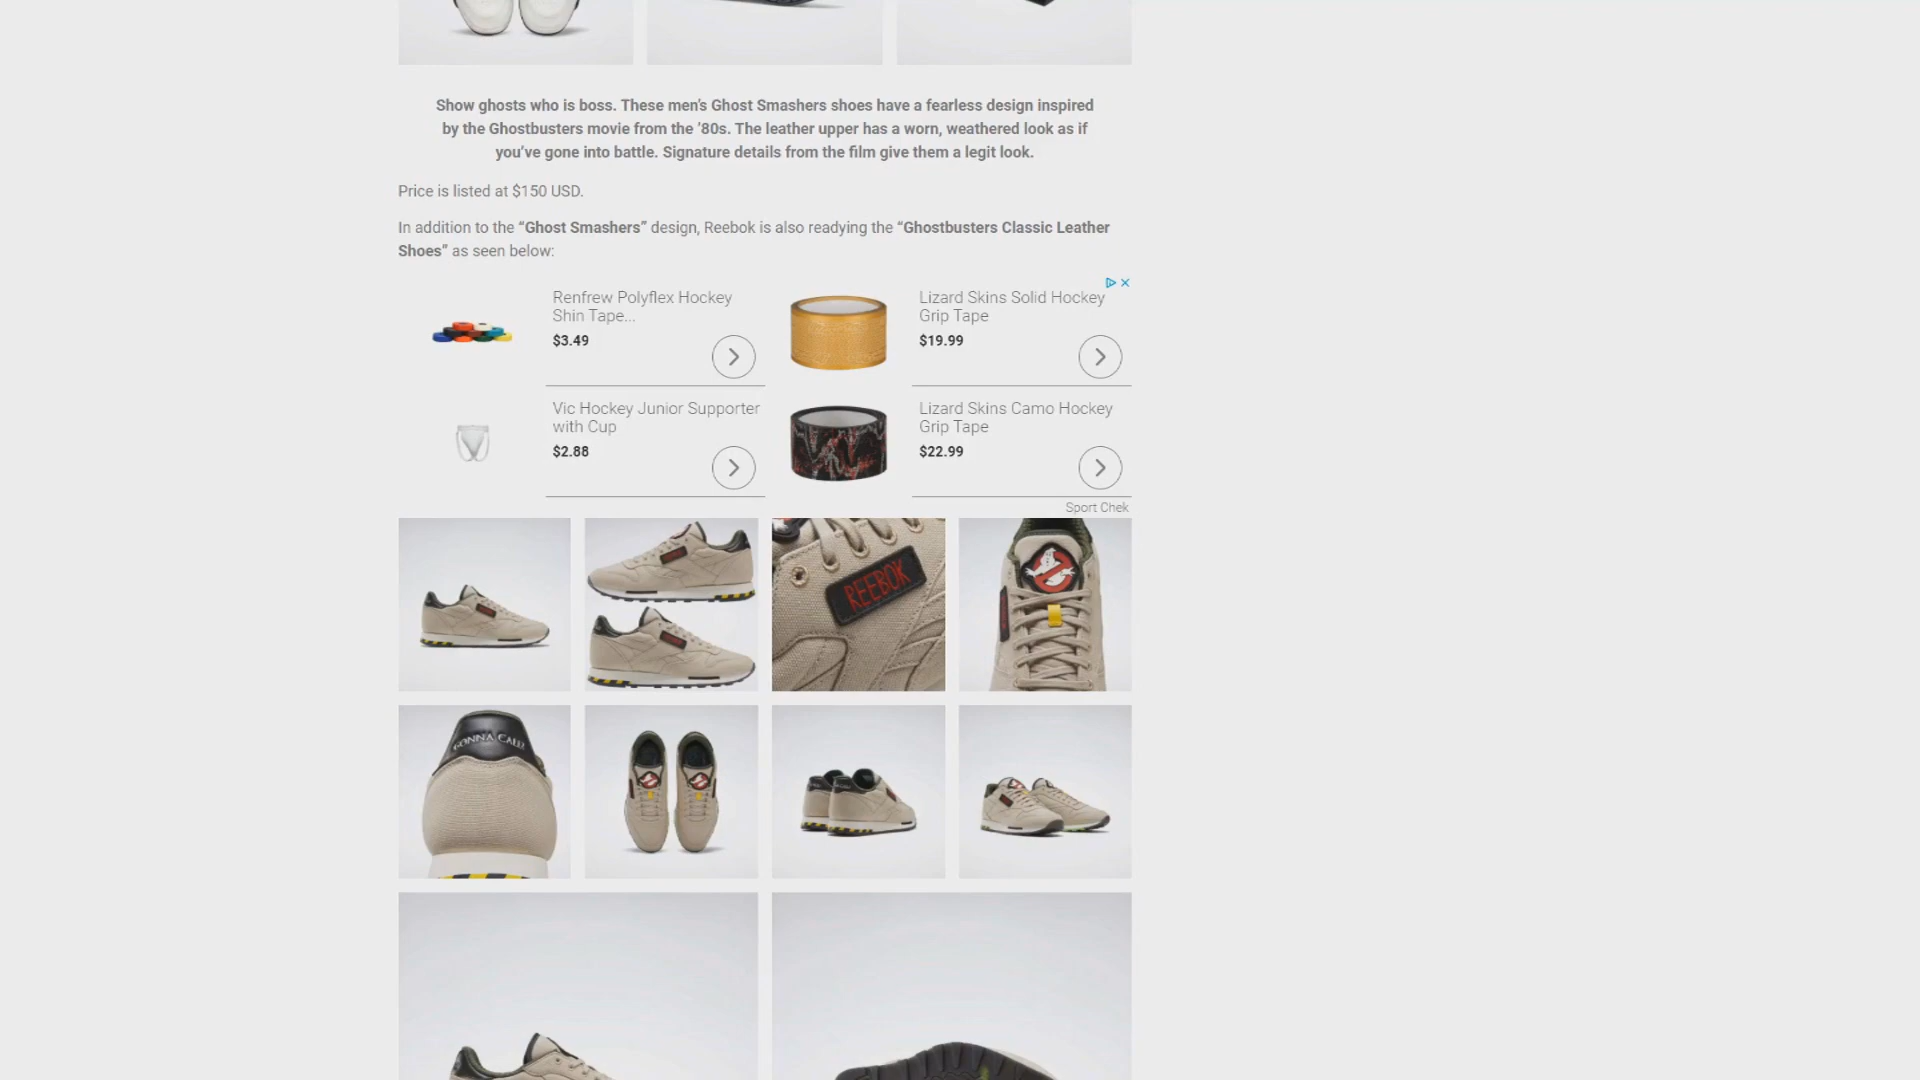 Show ghosts who is boss. These men's Ghost Smashers shoes have a fearless design inspired
by the Ghostbusters movie from the '80s. The leather upper has a worn, weathered look as if
you've gone into battle. Signature details from the film give them a legit look.
Price is listed at $150 USD.
In addition to the “Ghost Smashers” design, Reebok is also readying the “Ghostbusters Classic Leather
Shoes” as seen below:
Renfrew Polyflex Hockey
Shin Tape...
$3.49
Lizard Skins Solid Hockey
Grip Tape
$19.99
Vic Hockey Junior Supporter
with Cup
$2.88
Lizard Skins Camo Hockey
Grip Tape
$22.99
Sport Chek
REEBOK
GONNA CALL